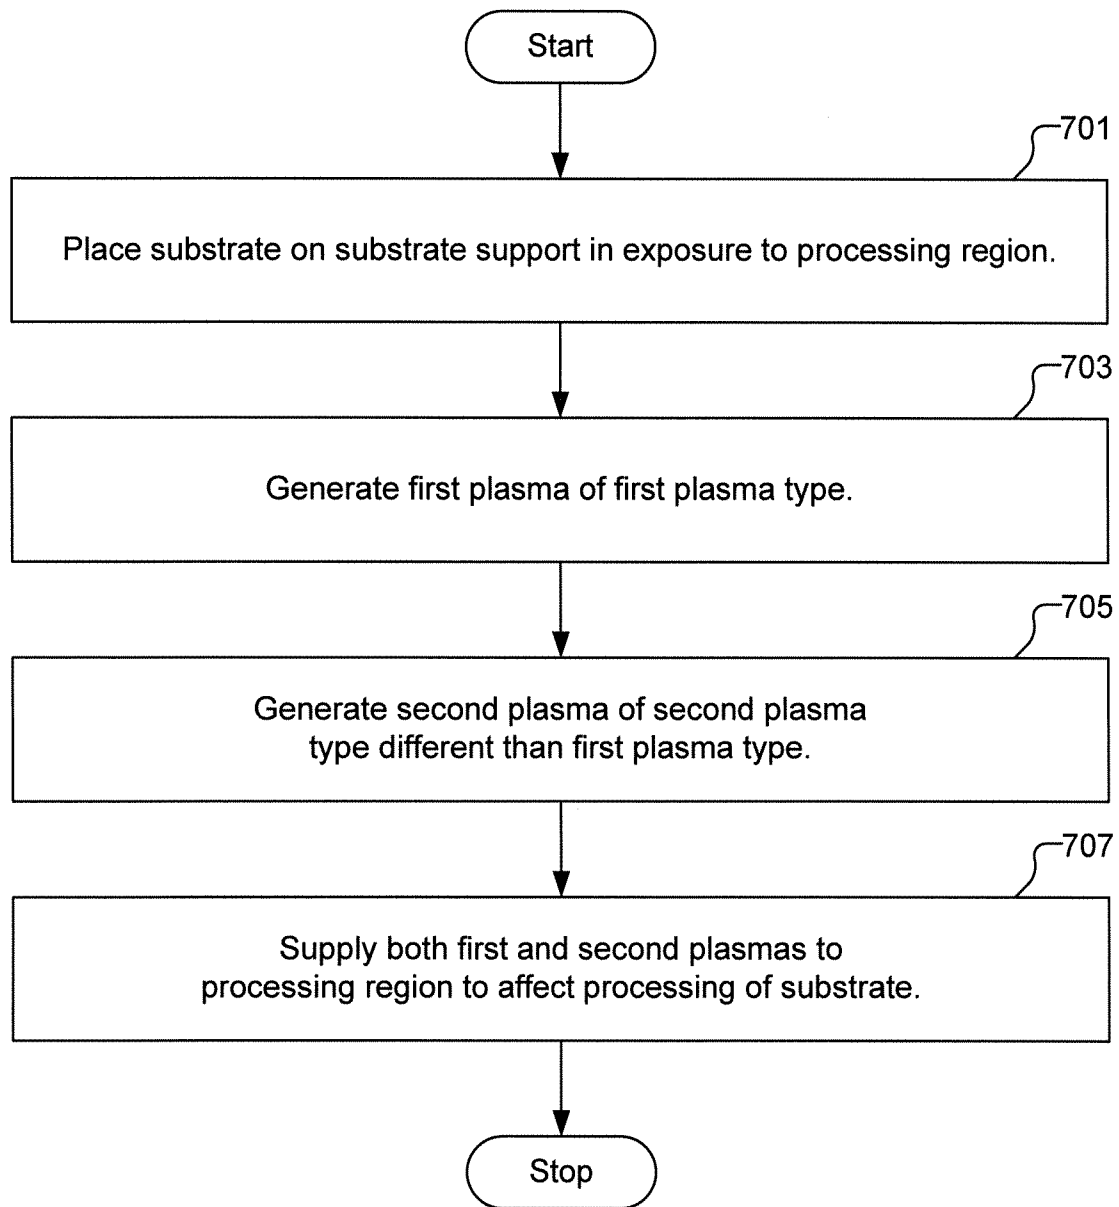 Start
701
Place substrate on substrate support in exposure to processing region.
703
Generate first plasma of first plasma type.
705
Generate second plasma of second plasma
type different than first plasma type.
707
Supply both first and second plasmas to
processing region to affect processing of substrate.
Stop